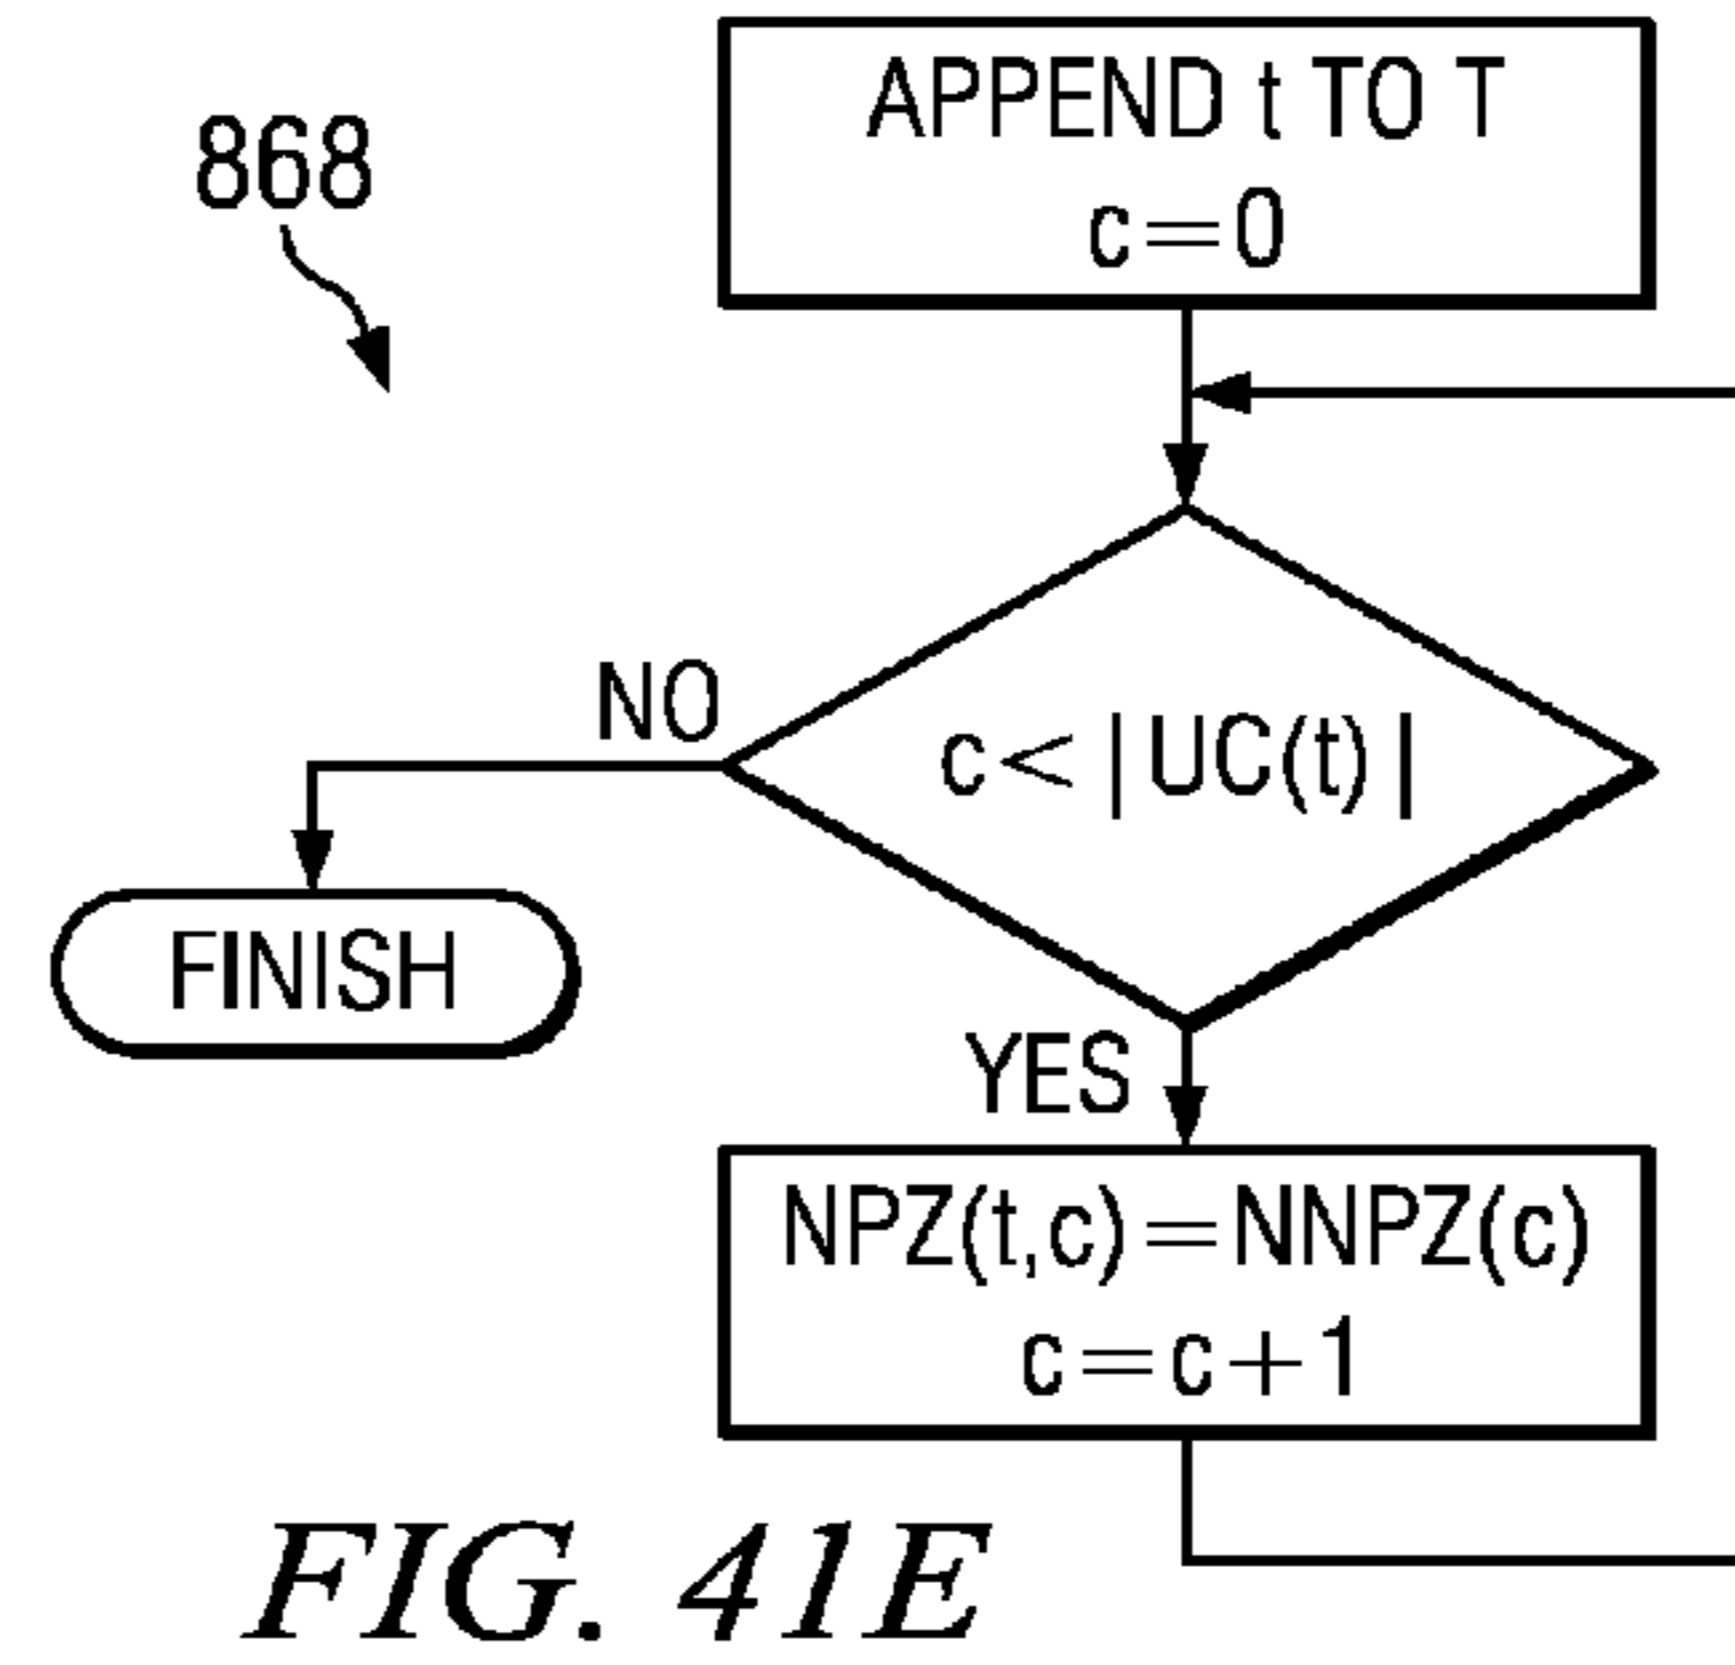 868
APPEND t TO T
c=0
NO
c<|UC(t)|
FINISH
YES
NPZ(t,c)=NNPZ(c)
c=c+1
FIG. 41E